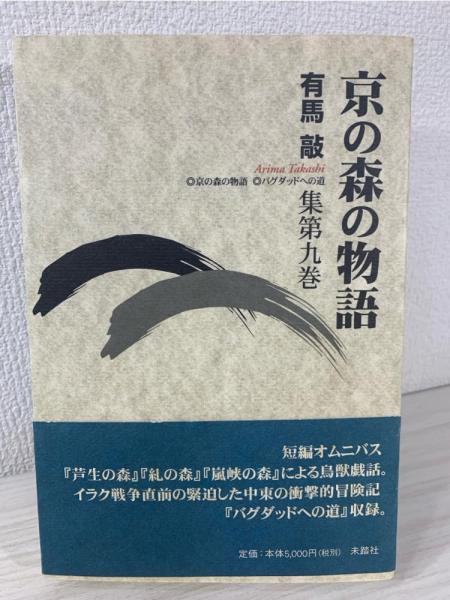 京の森の物語
有馬 敲
Arima Takashi
◎京の森の物語 ◎バグダッドへの道
集第九巻
短編オムニバス
『芦生の森』『糺の森』『嵐峡の森』による鳥獣戯話。
イラク戦争直前の緊迫した中東の衝撃的冒険記
『バグダッドへの道』収録。
定価：本体5,000円（税別） 未踏社